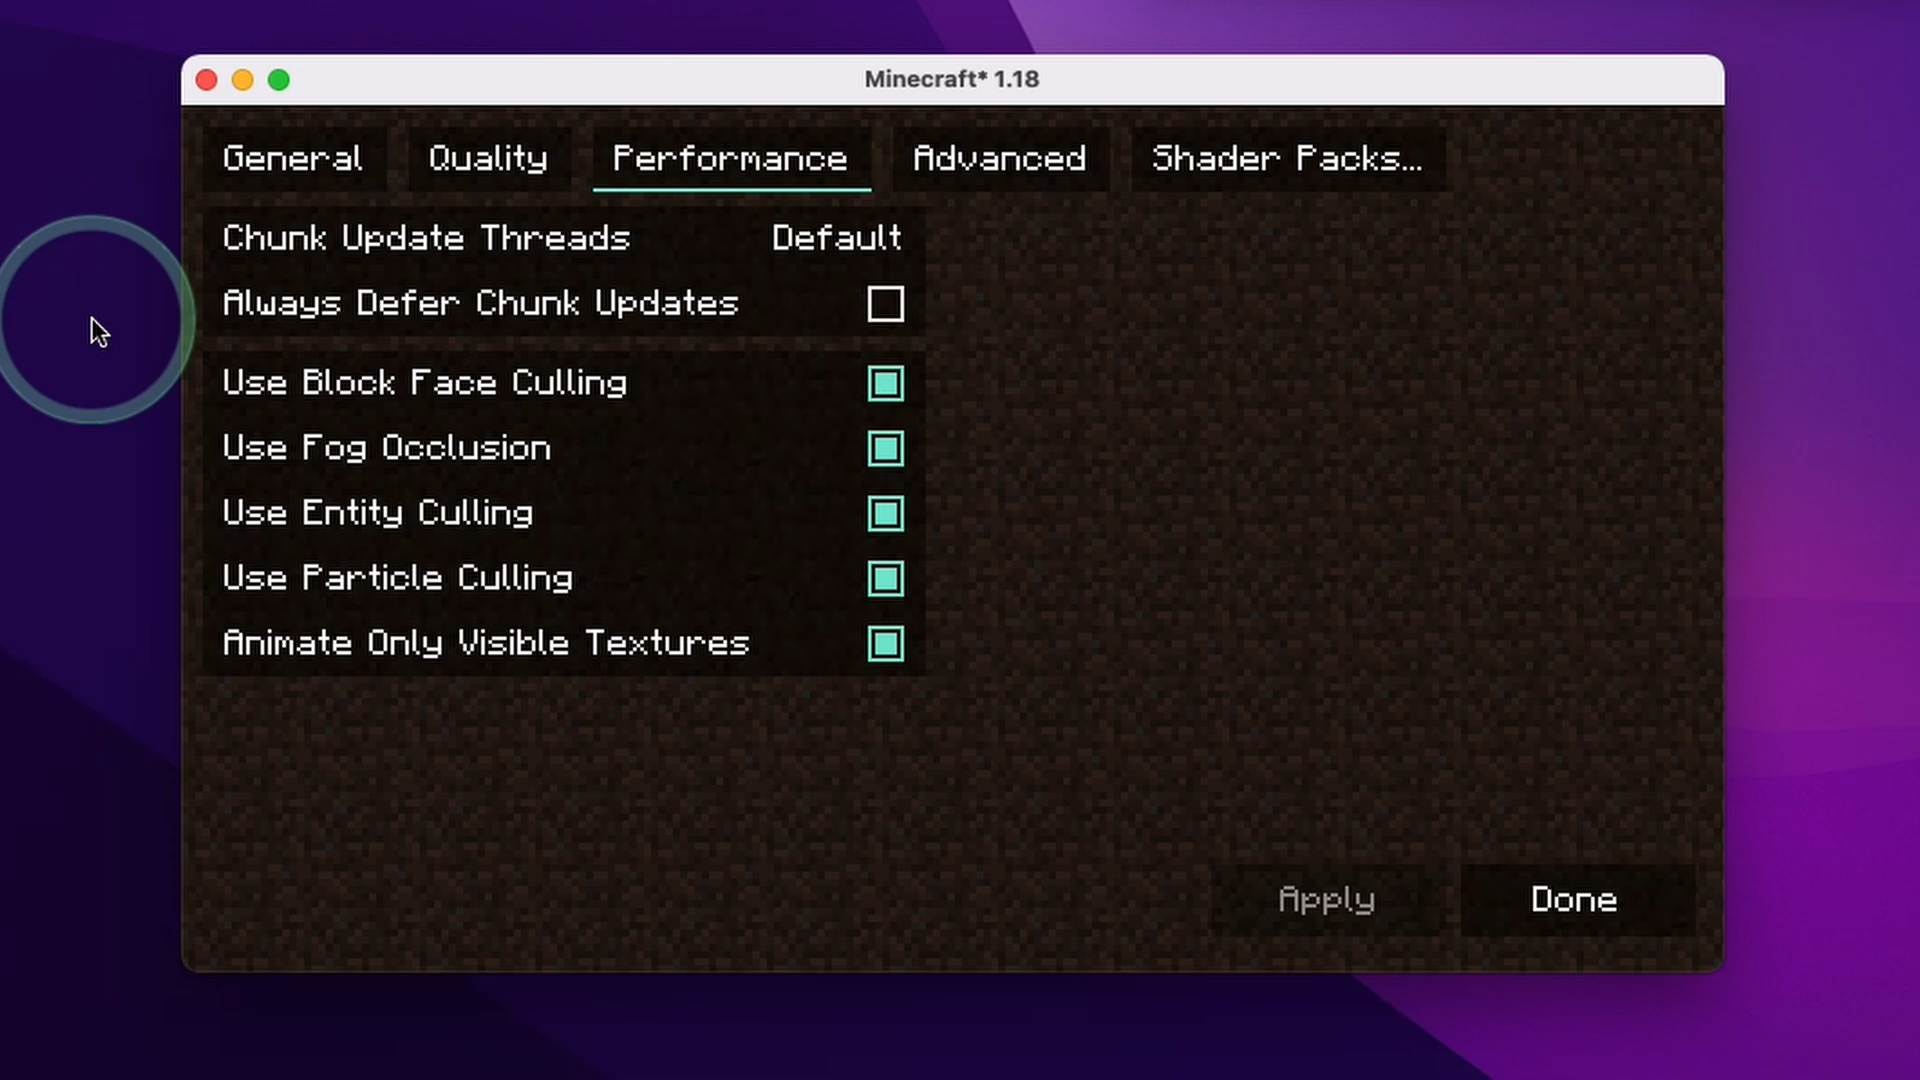 Minecraft* 1.18
General Quality Performance Advanced Shader Packs...
Chunk Update Threads Default
Always Defer Chunk Updates
Use Block Face Culling
Use Fog Occlusion
Use Entity Culling
Use Particle Culling
Animate Only Visible Textures
Apply Done